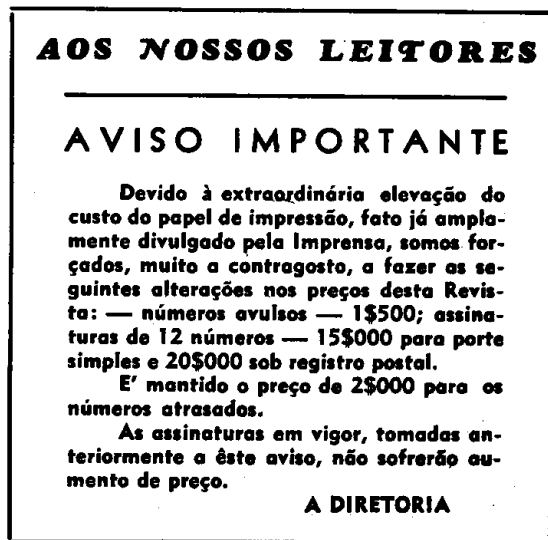 AOS NOSSOS LEITORES
AVISO IMPORTANTE
Devido à extraordinária elevação do
custo do papel de impressão, fato já ampla-
mente divulgado pela Imprensa, somos for-
çados, muito a contragosto, a fazer as se-
guintes alterações nos preços desta Revis-
ta: — números avulsos — 1$500; assina-
turas de 12 números — 15$000 para porte
simples e 20$000 sob registro postal.
E' mantido o preço de 2$000 para os
números atrasados.
As assinaturas em vigor, tomadas an-
teriormente a êste aviso, não sofrerão au-
mento de preço.
A DIRETORIA